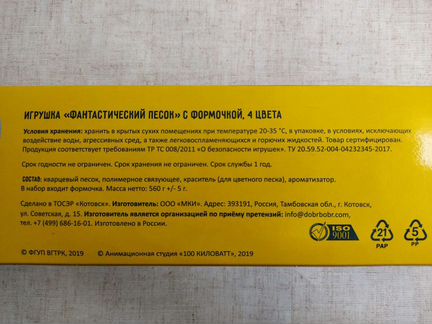 ИГРУШКА «ФАНТАСТИЧЕСКИЙ ПЕСОК» С ФОРМОЧКОЙ, 4 ЦВЕТА
Условия хранения: хранить в крытых сухих помещениях при температуре 20-35 °С, в упаковке, в условиях, исключающих
воздействие воды, агрессивных сред, а также легковоспламеняющихся и горючих жидкостей. Товар сертифицирован.
Продукция соответствует требованиям ТР ТС 008/2011 «О безопасности игрушек». ТУ 20.59.52-004-04232345-2017.
Срок годности не ограничен. Срок хранения не ограничен. Срок службы 1 год.
СОСТАВ: кварцевый песок, полимерное связующее, краситель (для цветного песка), ароматизатор.
В набор входит формочка. Масса нетто: 560 г +/- 5 г.
Сделано в ТОСЭР «Котовск». Изготовитель: ООО «МКИ». Адрес: 393191, Россия, Тамбовская обл., г. Котовск,
ул. Советская, д. 15. Изготовитель является организацией по приёму претензий: info@dobrbobr.com,
тел.: +7 (499) 686-16-01. Изготовлено в России.
ISO
9001
21
PAP
5
PP
© ФГУП ВГТРК, 2019
© Анимационная студия «100 КИЛОВАТТ», 2019